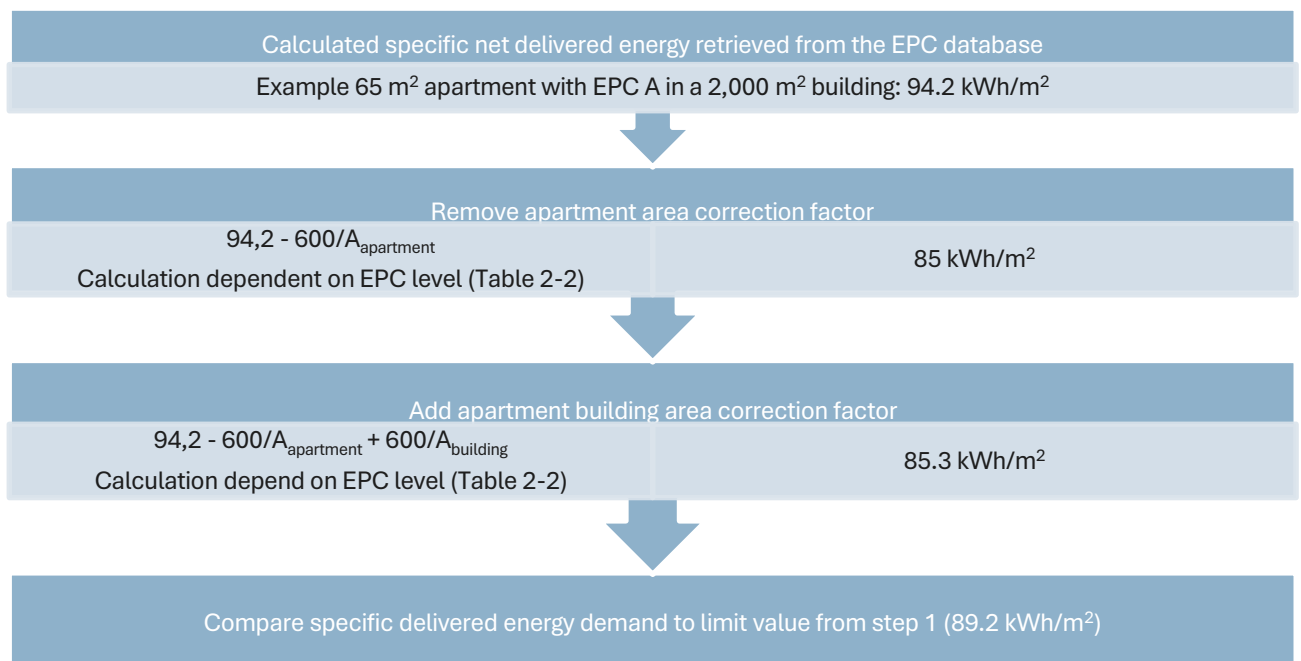 Calculated specific net delivered energy retrieved from the EPC database
Example 65 m² apartment with EPC A in a 2,000 m² building: 94.2 kWh/m²
Remove apartment area correction factor
94,2 - 600/Aapartment
Calculation dependent on EPC level (Table 2-2)
85 kWh/m²
Add apartment building area correction factor
94,2 - 600/Aapartment + 600/Abuilding
Calculation depend on EPC level (Table 2-2)
85.3 kWh/m²
Compare specific delivered energy demand to limit value from step 1 (89.2 kWh/m²)